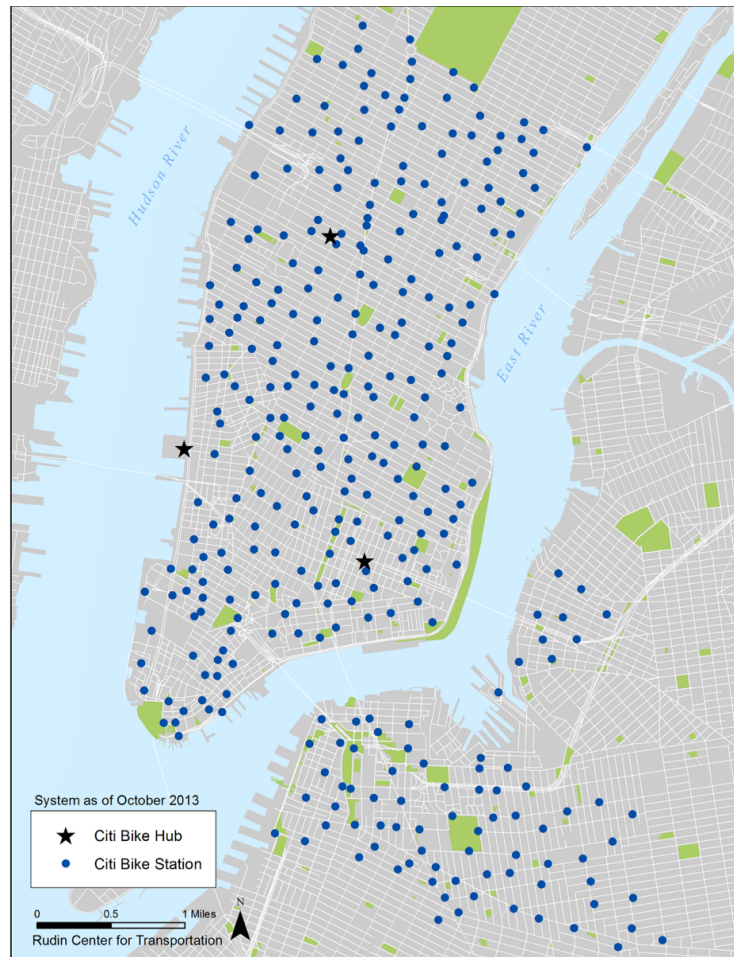 Hudson River
East River
System as of October 2013
Citi Bike Hub
Citi Bike Station
N
0 0.5 1 Miles
Rudin Center for Transportation